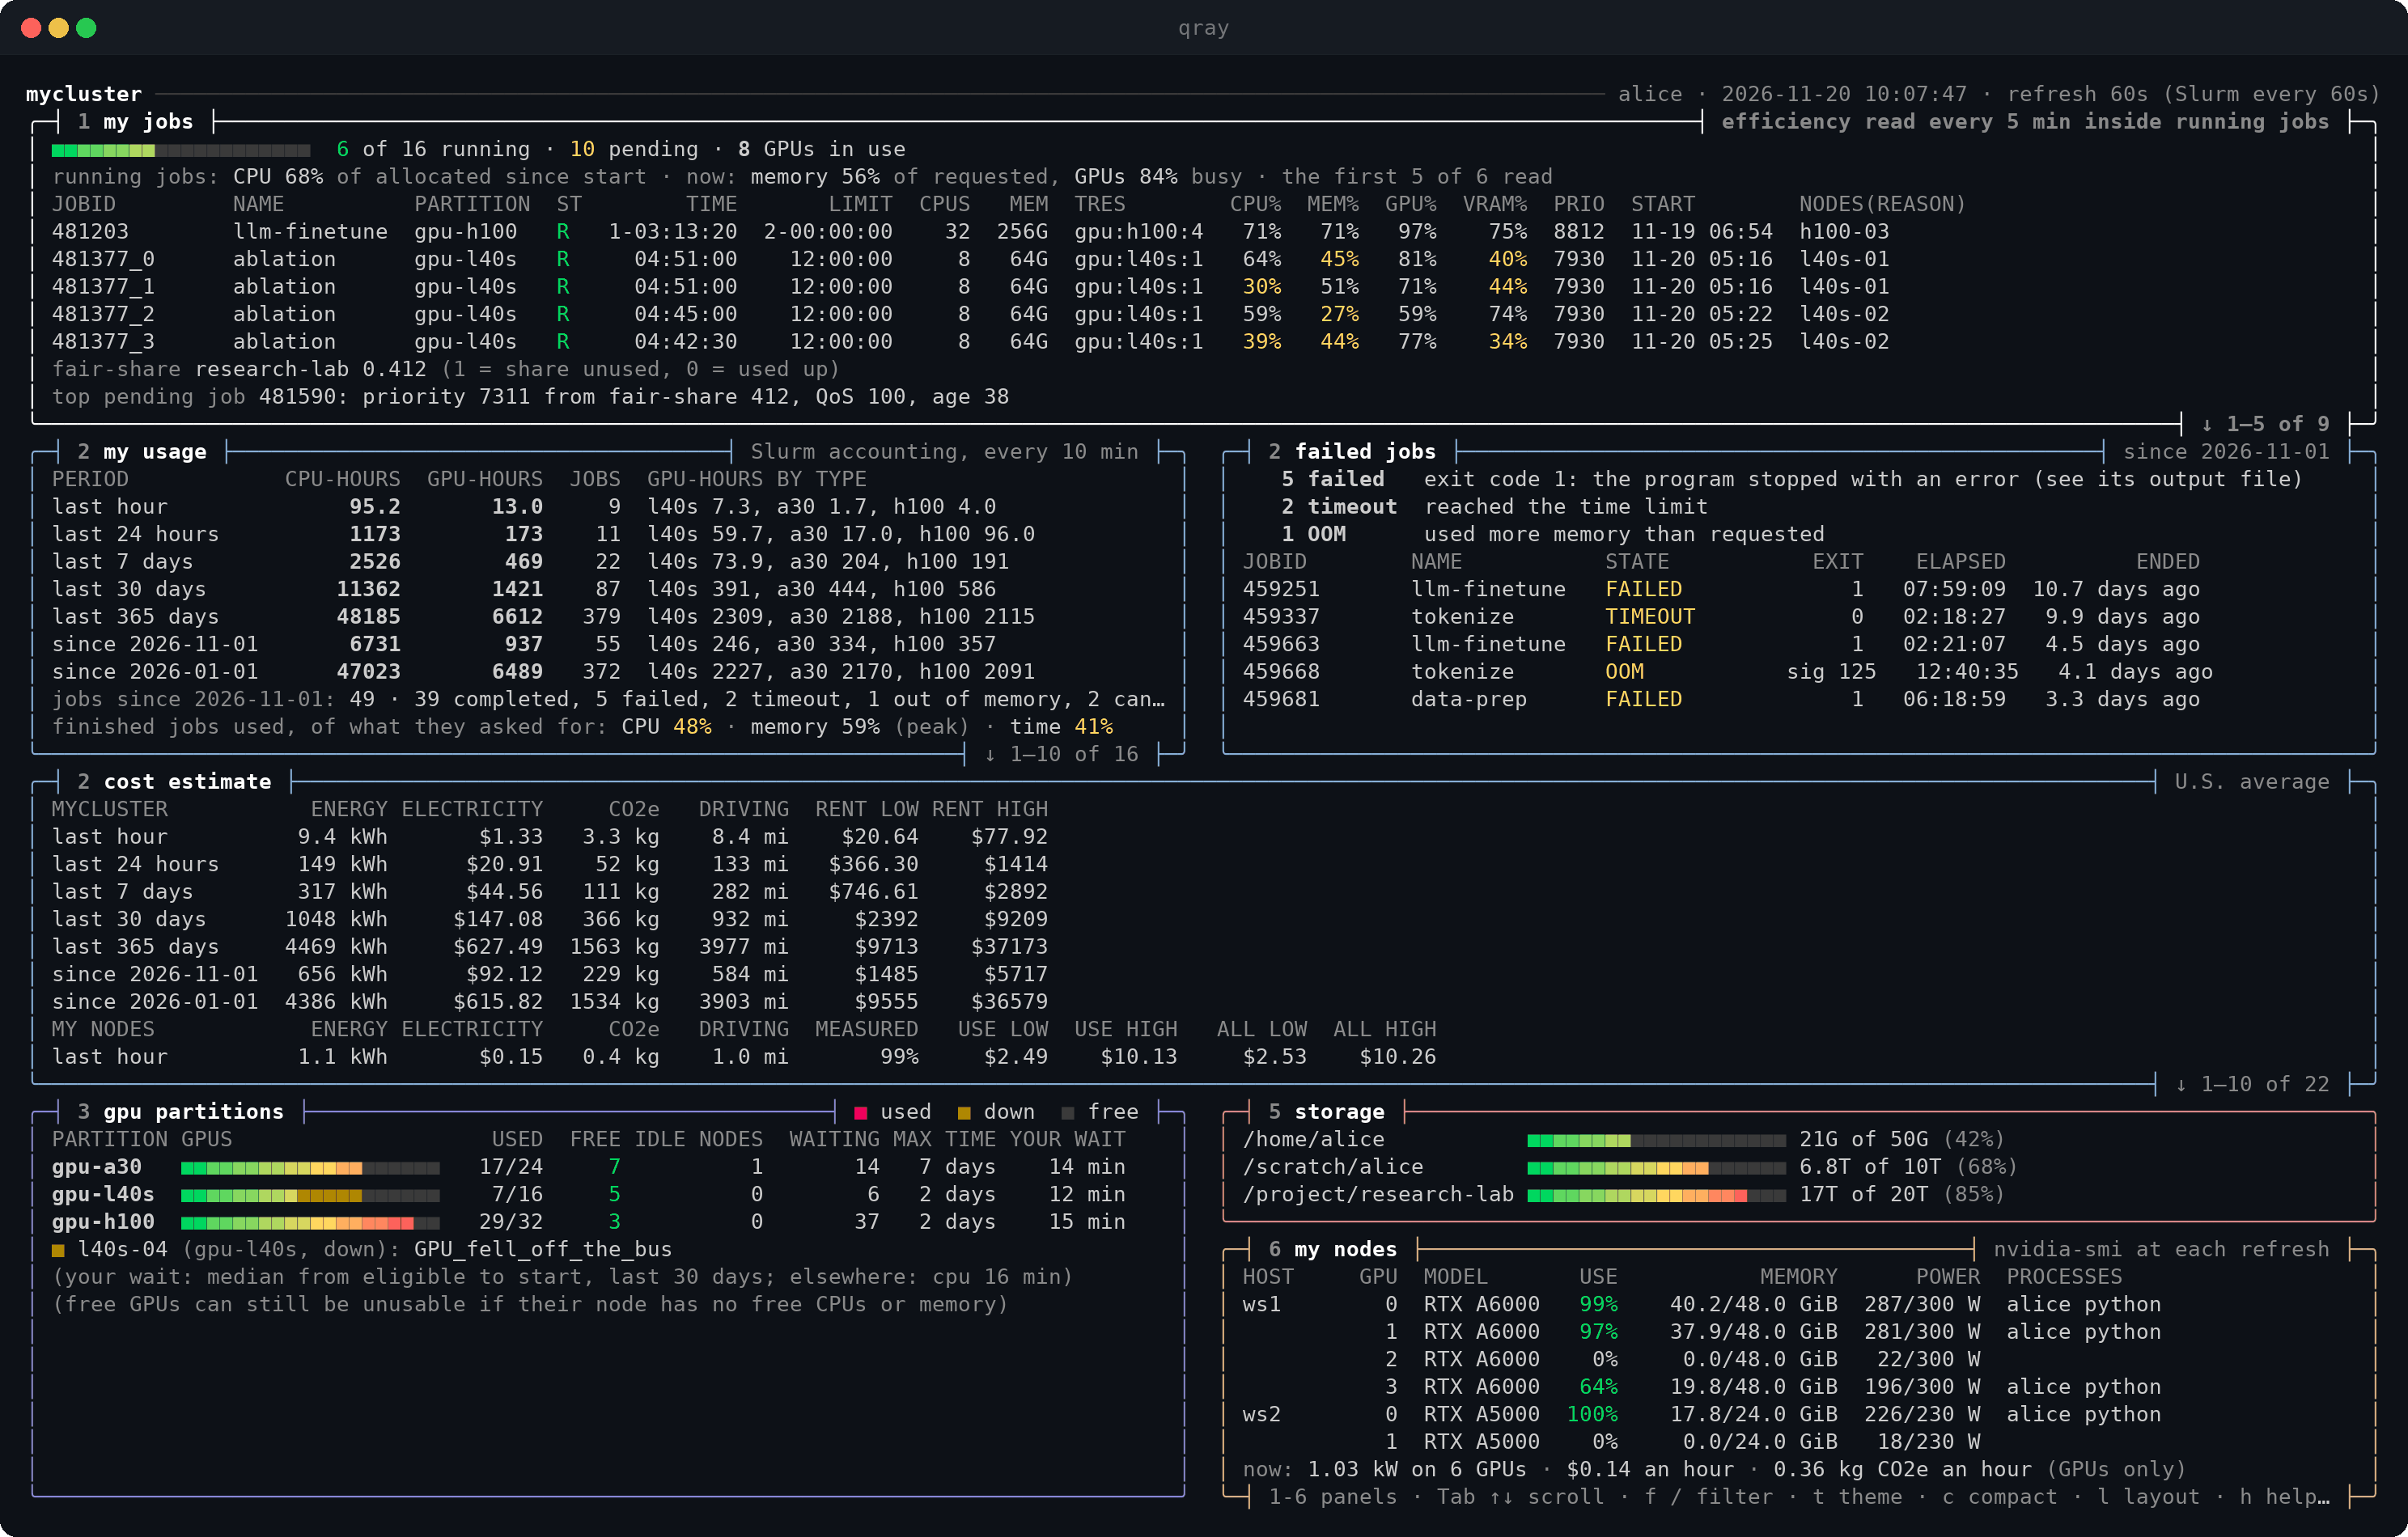 qray
mycluster alice · 2026-11-20 10:07:47 · refresh 60s (Slurm every 60s)
1 my jobs efficiency read every 5 min inside running jobs
6 of 16 running · 10 pending · 8 GPUs in use
running jobs: CPU 68% of allocated since start · now: memory 56% of requested, GPUs 84% busy · the first 5 of 6 read
JOBID NAME PARTITION ST TIME LIMIT CPUS MEM TRES CPU% MEM% GPU% VRAM% PRIO START NODES(REASON)
481203 llm-finetune gpu-h100 R 1-03:13:20 2-00:00:00 32 256G gpu:h100:4 71% 71% 97% 75% 8812 11-19 06:54 h100-03
481377_0 ablation gpu-l40s R 04:51:00 12:00:00 8 64G gpu:l40s:1 64% 45% 81% 40% 7930 11-20 05:16 l40s-01
481377_1 ablation gpu-l40s R 04:51:00 12:00:00 8 64G gpu:l40s:1 30% 51% 71% 44% 7930 11-20 05:16 l40s-01
481377_2 ablation gpu-l40s R 04:45:00 12:00:00 8 64G gpu:l40s:1 59% 27% 59% 74% 7930 11-20 05:22 l40s-02
481377_3 ablation gpu-l40s R 04:42:30 12:00:00 8 64G gpu:l40s:1 39% 44% 77% 34% 7930 11-20 05:25 l40s-02
fair-share research-lab 0.412 (1 = share unused, 0 = used up)
top pending job 481590: priority 7311 from fair-share 412, QoS 100, age 38
↓ 1–5 of 9
2 my usage Slurm accounting, every 10 min
PERIOD CPU-HOURS GPU-HOURS JOBS GPU-HOURS BY TYPE
last hour 95.2 13.0 9 l40s 7.3, a30 1.7, h100 4.0
last 24 hours 1173 173 11 l40s 59.7, a30 17.0, h100 96.0
last 7 days 2526 469 22 l40s 73.9, a30 204, h100 191
last 30 days 11362 1421 87 l40s 391, a30 444, h100 586
last 365 days 48185 6612 379 l40s 2309, a30 2188, h100 2115
since 2026-11-01 6731 937 55 l40s 246, a30 334, h100 357
since 2026-01-01 47023 6489 372 l40s 2227, a30 2170, h100 2091
jobs since 2026-11-01: 49 · 39 completed, 5 failed, 2 timeout, 1 out of memory, 2 can…
finished jobs used, of what they asked for: CPU 48% · memory 59% (peak) · time 41%
↓ 1–10 of 16
2 failed jobs since 2026-11-01
5 failed exit code 1: the program stopped with an error (see its output file)
2 timeout reached the time limit
1 OOM used more memory than requested
JOBID NAME STATE EXIT ELAPSED ENDED
459251 llm-finetune FAILED 1 07:59:09 10.7 days ago
459337 tokenize TIMEOUT 0 02:18:27 9.9 days ago
459663 llm-finetune FAILED 1 02:21:07 4.5 days ago
459668 tokenize OOM sig 125 12:40:35 4.1 days ago
459681 data-prep FAILED 1 06:18:59 3.3 days ago
2 cost estimate U.S. average
MYCLUSTER ENERGY ELECTRICITY CO2e DRIVING RENT LOW RENT HIGH
last hour 9.4 kWh $1.33 3.3 kg 8.4 mi $20.64 $77.92
last 24 hours 149 kWh $20.91 52 kg 133 mi $366.30 $1414
last 7 days 317 kWh $44.56 111 kg 282 mi $746.61 $2892
last 30 days 1048 kWh $147.08 366 kg 932 mi $2392 $9209
last 365 days 4469 kWh $627.49 1563 kg 3977 mi $9713 $37173
since 2026-11-01 656 kWh $92.12 229 kg 584 mi $1485 $5717
since 2026-01-01 4386 kWh $615.82 1534 kg 3903 mi $9555 $36579
MY NODES ENERGY ELECTRICITY CO2e DRIVING MEASURED USE LOW USE HIGH ALL LOW ALL HIGH
last hour 1.1 kWh $0.15 0.4 kg 1.0 mi 99% $2.49 $10.13 $2.53 $10.26
↓ 1–10 of 22
3 gpu partitions used down free
PARTITION GPUS USED FREE IDLE NODES WAITING MAX TIME YOUR WAIT
gpu-a30 17/24 7 1 14 7 days 14 min
gpu-l40s 7/16 5 0 6 2 days 12 min
gpu-h100 29/32 3 0 37 2 days 15 min
l40s-04 (gpu-l40s, down): GPU_fell_off_the_bus
(your wait: median from eligible to start, last 30 days; elsewhere: cpu 16 min)
(free GPUs can still be unusable if their node has no free CPUs or memory)
5 storage
/home/alice 21G of 50G (42%)
/scratch/alice 6.8T of 10T (68%)
/project/research-lab 17T of 20T (85%)
6 my nodes nvidia-smi at each refresh
HOST GPU MODEL USE MEMORY POWER PROCESSES
ws1 0 RTX A6000 99% 40.2/48.0 GiB 287/300 W alice python
1 RTX A6000 97% 37.9/48.0 GiB 281/300 W alice python
2 RTX A6000 0% 0.0/48.0 GiB 22/300 W
3 RTX A6000 64% 19.8/48.0 GiB 196/300 W alice python
ws2 0 RTX A5000 100% 17.8/24.0 GiB 226/230 W alice python
1 RTX A5000 0% 0.0/24.0 GiB 18/230 W
now: 1.03 kW on 6 GPUs · $0.14 an hour · 0.36 kg CO2e an hour (GPUs only)
1-6 panels · Tab ↑↓ scroll · f / filter · t theme · c compact · l layout · h help…